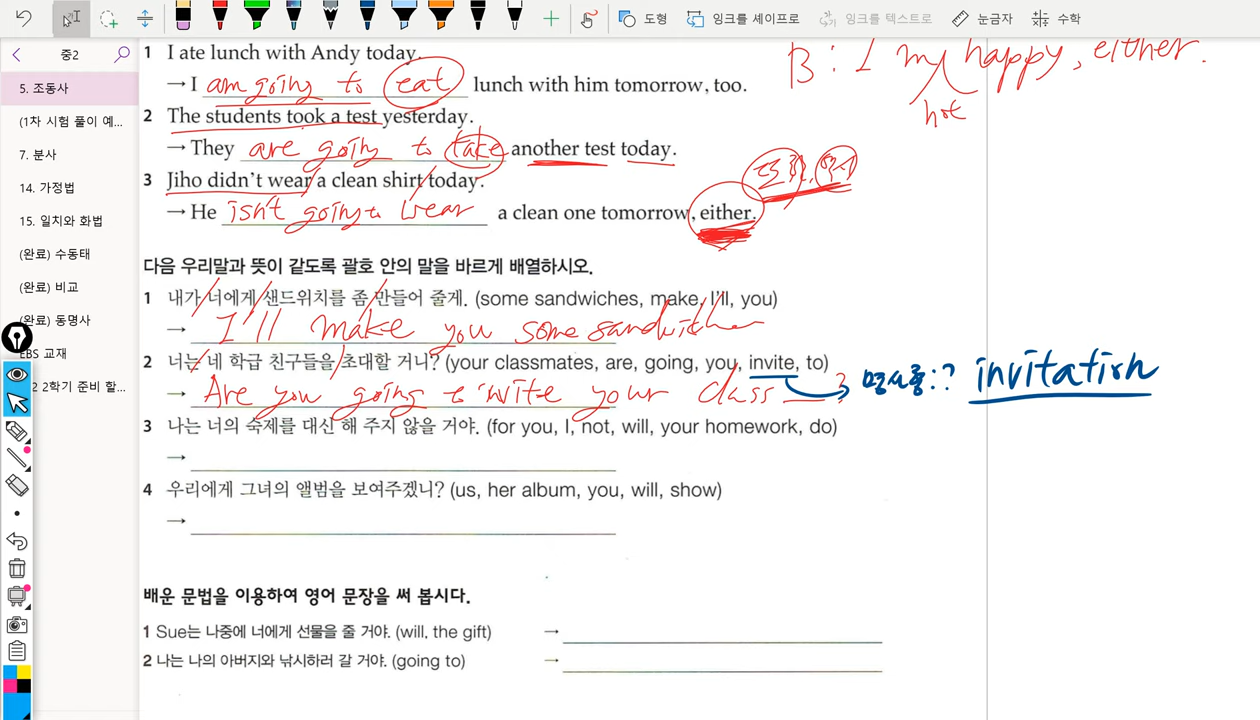 도형
잉크를 셰이프로
잉크를 텍스트로
눈금자
수학
중2
5. 조동사
(1차 시험 풀이 예...
7. 분사
14. 가정법
15. 일치와 화법
(완료) 수동태
(완료) 비교
(완료) 동명사
EBS 교재
2 2학기 준비 할...
B : I my happy, either.
not
1 I ate lunch with Andy today.
→ I am going to eat lunch with him tomorrow, too.
2 The students took a test yesterday.
→ They are going to take another test today.
3 Jiho didn't wear a clean shirt today.
→ He isn't going to wear a clean one tomorrow, either.
또한, 역시
다음 우리말과 뜻이 같도록 괄호 안의 말을 바르게 배열하시오.
1 내가 너에게 샌드위치를 좀 만들어 줄게. (some sandwiches, make, I'll, you)
→ I'll make you some sandwiches
2 너는 네 학급 친구들을 초대할 거니? (your classmates, are, going, you, invite, to)
명사형:? invitation
→ Are you going to invite your class ?
3 나는 너의 숙제를 대신 해 주지 않을 거야. (for you, I, not, will, your homework, do)
→
4 우리에게 그녀의 앨범을 보여주겠니? (us, her album, you, will, show)
→
배운 문법을 이용하여 영어 문장을 써 봅시다.
1 Sue는 나중에 너에게 선물을 줄 거야. (will, the gift) →
2 나는 나의 아버지와 낚시하러 갈 거야. (going to) →